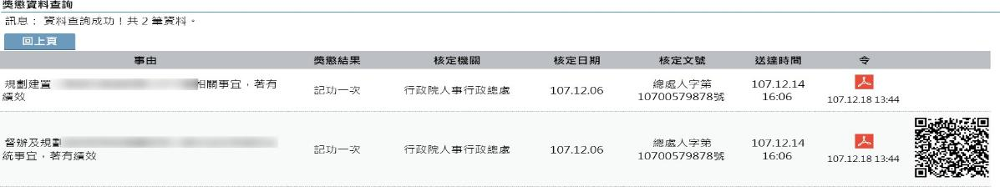 獎懲資料查詢
訊息： 資料查詢成功！共 2 筆資料。
回上頁
事由 獎懲結果 核定機關 核定日期 核定文號 送達時間 令
規劃建置 相關事宜，著有
績效
記功一次
行政院人事行政總處
107.12.06
總處人字第
10700579878號
107.12.14
16:06
107.12.18 13:44
督辦及規劃
統事宜，著有績效
記功一次
行政院人事行政總處
107.12.06
總處人字第
10700579878號
107.12.14
16:06
107.12.18 13:44